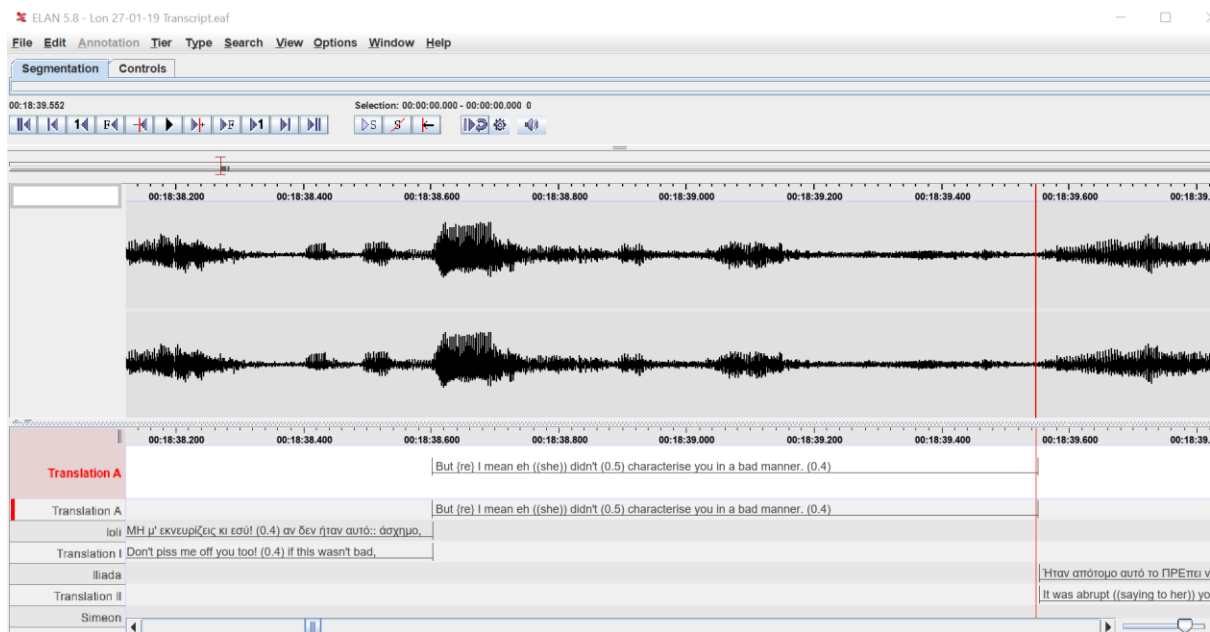 ELAN 5.8 - Lon 27-01-19 Transcript.eaf
File Edit Annotation Tier Type Search View Options Window Help
Segmentation Controls
00:18:39.552 Selection: 00:00:00.000 - 00:00:00.000 0
1 F F 1 S S
00:18:38.200 00:18:38.400 00:18:38.600 00:18:38.800 00:18:39.000 00:18:39.200 00:18:39.400 00:18:39.600 00:18:39.
00:18:38.200 00:18:38.400 00:18:38.600 00:18:38.800 00:18:39.000 00:18:39.200 00:18:39.400 00:18:39.600 00:18:39.
Translation A But {re} I mean eh ((she)) didn't (0.5) characterise you in a bad manner. (0.4)
Translation A But {re} I mean eh ((she)) didn't (0.5) characterise you in a bad manner. (0.4)
Ioli ΜΗ μ' εκνευρίζεις κι εσύ! (0.4) αν δεν ήταν αυτό:: άσχημο,
Translation I Don't piss me off you too! (0.4) if this wasn't bad,
Iliada Ήταν απότομο αυτό το ΠΡΕπει ν
Translation II It was abrupt ((saying to her)) yo
Simeon